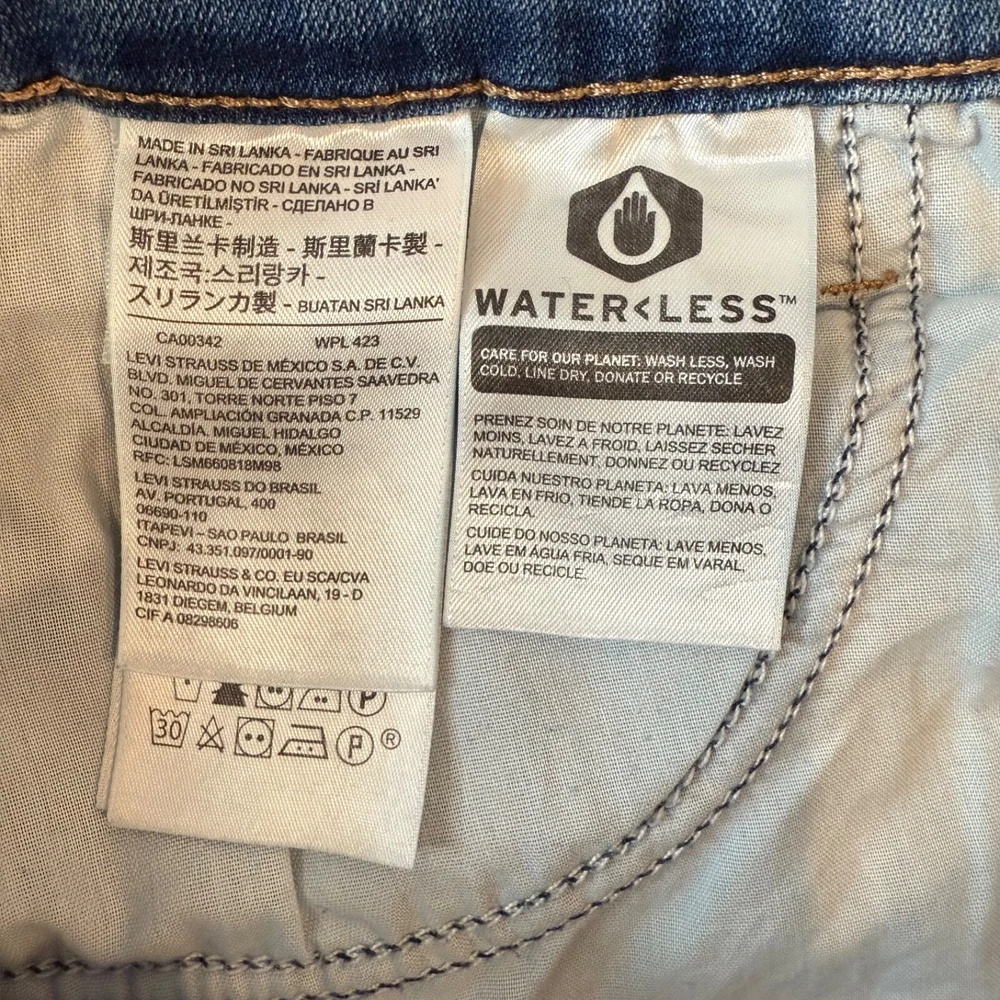 MADE IN SRI LANKA - FABRIQUE AU SRI
LANKA - FABRICADO EN SRI LANKA -
FABRICADO NO SRI LANKA - SRİ LANKA'
DA ÜRETİLMİŞTİR - СДЕЛАНО В
ШРИ-ЛАНКЕ -
斯里兰卡制造 - 斯里蘭卡製 -
제조국:스리랑카 -
スリランカ製 - BUATAN SRI LANKA
CA00342 WPL 423
LEVI STRAUSS DE MÉXICO S.A. DE C.V.
BLVD. MIGUEL DE CERVANTES SAAVEDRA
NO. 301, TORRE NORTE PISO 7
COL. AMPLIACIÓN GRANADA C.P. 11529
ALCALDÍA. MIGUEL HIDALGO
CIUDAD DE MÉXICO, MÉXICO
RFC: LSM660818M98
LEVI STRAUSS DO BRASIL
AV. PORTUGAL, 400
06690-110
ITAPEVI – SAO PAULO BRASIL
CNPJ: 43.351.097/0001-90
LEVI STRAUSS & CO. EU SCA/CVA
LEONARDO DA VINCILAAN, 19 - D
1831 DIEGEM, BELGIUM
CIF A 08298606
P
30 P ®
WATER<LESS™
CARE FOR OUR PLANET: WASH LESS, WASH
COLD, LINE DRY, DONATE OR RECYCLE
PRENEZ SOIN DE NOTRE PLANETE: LAVEZ
MOINS, LAVEZ A FROID, LAISSEZ SECHER
NATURELLEMENT, DONNEZ OU RECYCLEZ
CUIDA NUESTRO PLANETA: LAVA MENOS,
LAVA EN FRIO, TIENDE LA ROPA, DONA O
RECICLA.
CUIDE DO NOSSO PLANETA: LAVE MENOS,
LAVE EM ÁGUA FRIA, SEQUE EM VARAL,
DOE OU RECICLE.